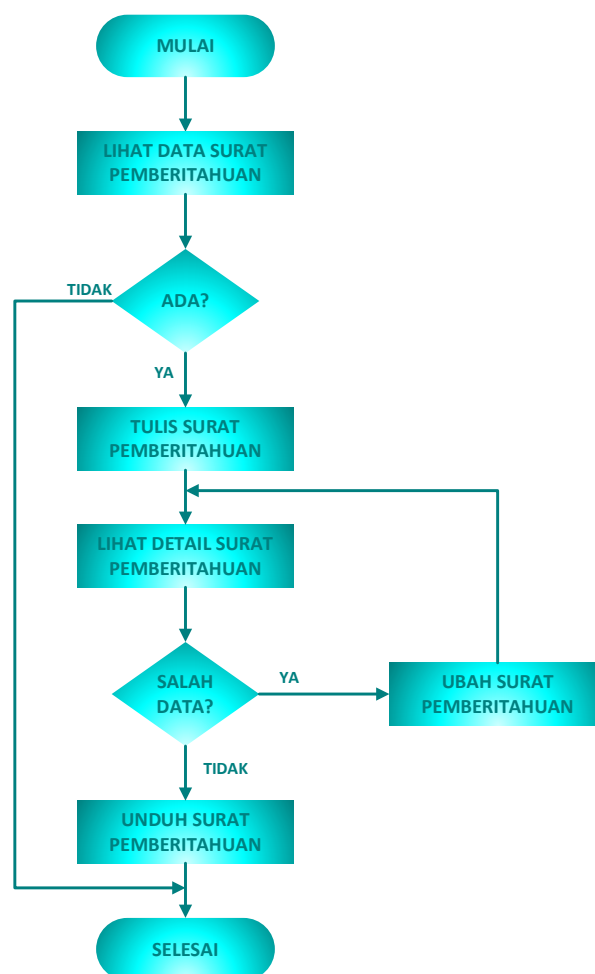 MULAI
LIHAT DATA SURAT
PEMBERITAHUAN
TIDAK
ADA?
YA
TULIS SURAT
PEMBERITAHUAN
LIHAT DETAIL SURAT
PEMBERITAHUAN
SALAH
DATA?
YA
UBAH SURAT
PEMBERITAHUAN
TIDAK
UNDUH SURAT
PEMBERITAHUAN
SELESAI